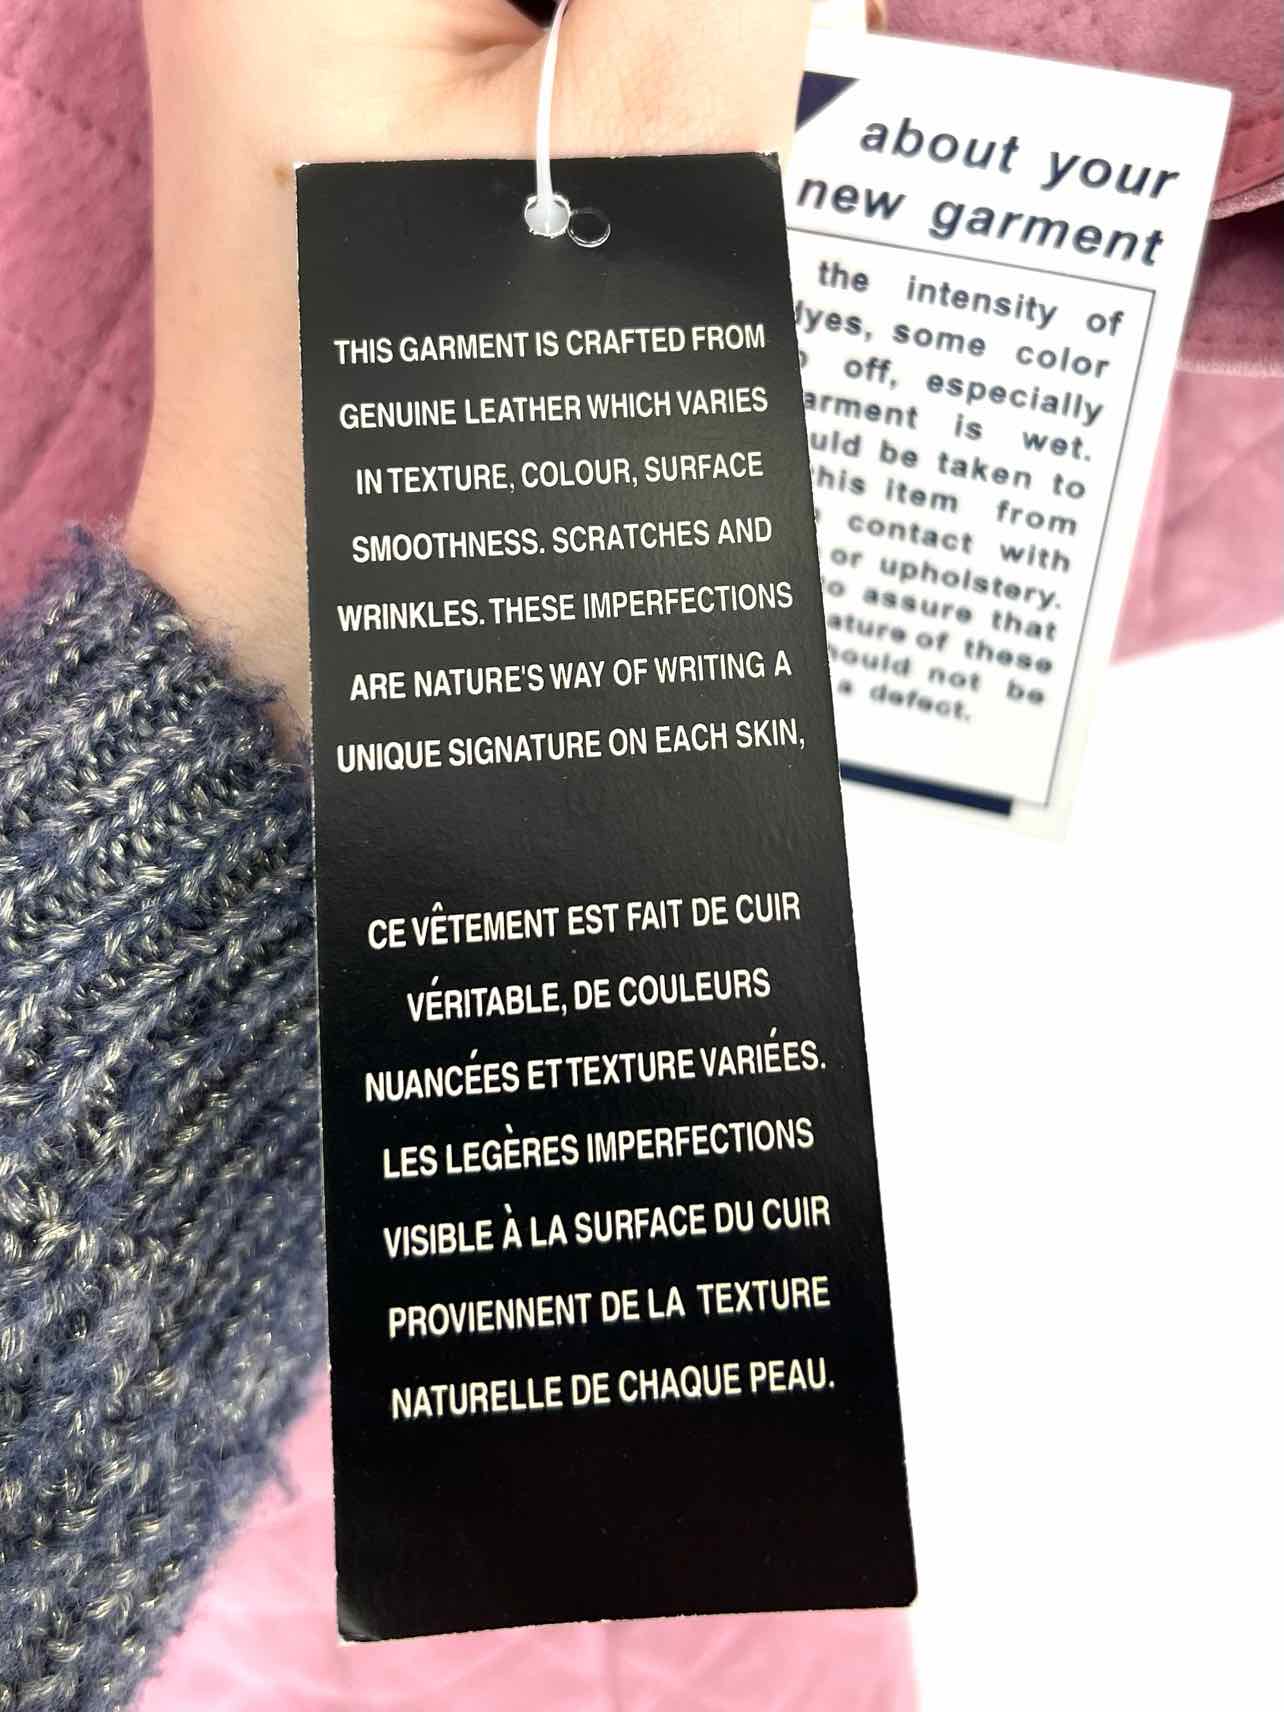 THIS GARMENT IS CRAFTED FROM
GENUINE LEATHER WHICH VARIES
IN TEXTURE, COLOUR, SURFACE
SMOOTHNESS. SCRATCHES AND
WRINKLES. THESE IMPERFECTIONS
ARE NATURE'S WAY OF WRITING A
UNIQUE SIGNATURE ON EACH SKIN,
CE VÊTEMENT EST FAIT DE CUIR
VÉRITABLE, DE COULEURS
NUANCÉES ET TEXTURE VARIÉES.
LES LEGÈRES IMPERFECTIONS
VISIBLE À LA SURFACE DU CUIR
PROVIENNENT DE LA TEXTURE
NATURELLE DE CHAQUE PEAU.
about your
new garment
the intensity of
some color
off, especially
is wet.
be taken to
this item from
contact with
or upholstery.
assure that
of these
not be
a defect.